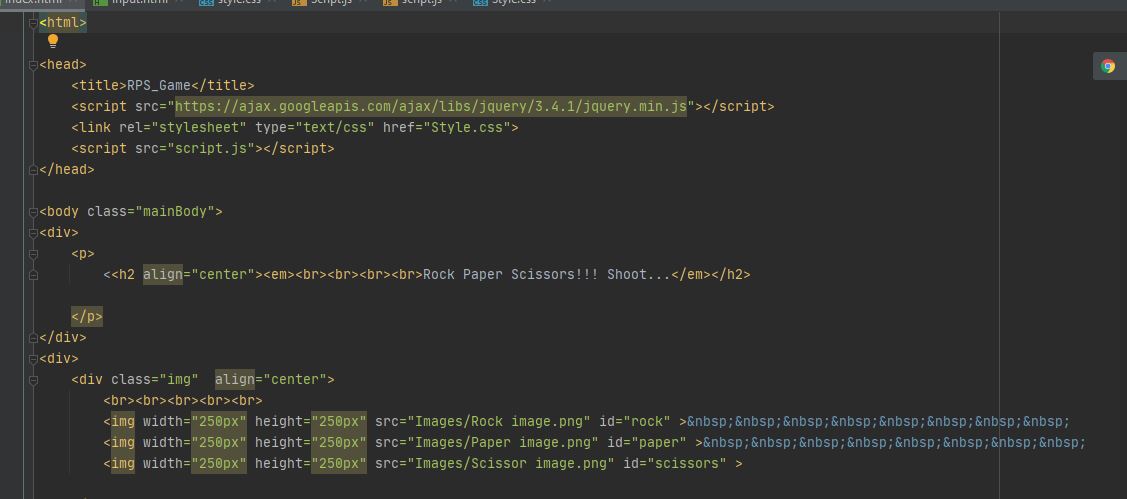 index.html input.html style.css Script.js script.js Style.css
<html>
<head>
<title>RPS_Game</title>
<script src="https://ajax.googleapis.com/ajax/libs/jquery/3.4.1/jquery.min.js"></script>
<link rel="stylesheet" type="text/css" href="Style.css">
<script src="script.js"></script>
</head>
<body class="mainBody">
<div>
<p>
<<h2 align="center"><em><br><br><br><br>Rock Paper Scissors!!! Shoot...</em></h2>
</p>
</div>
<div>
<div class="img"  align="center">
<br><br><br><br><br>
<img width="250px" height="250px" src="Images/Rock image.png" id="rock" >&nbsp;&nbsp;&nbsp;&nbsp;&nbsp;&nbsp;&nbsp;&nbsp;
<img width="250px" height="250px" src="Images/Paper image.png" id="paper" >&nbsp;&nbsp;&nbsp;&nbsp;&nbsp;&nbsp;&nbsp;&nbsp;
<img width="250px" height="250px" src="Images/Scissor image.png" id="scissors" >